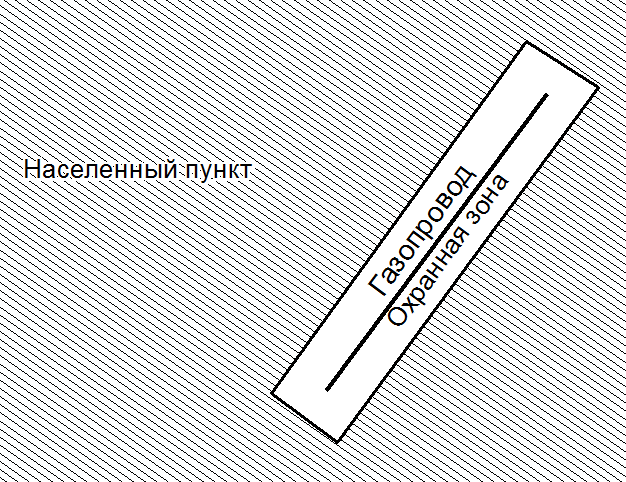 Населенный пункт
Газопровод
Охранная зона